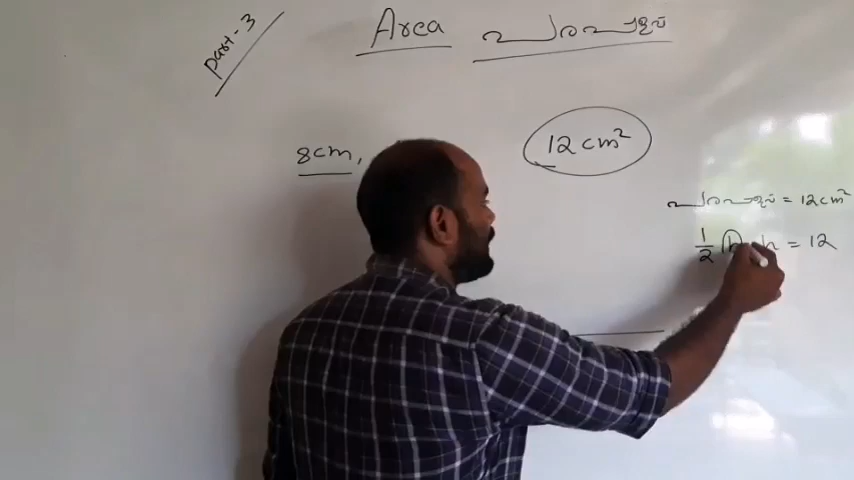 part-3
Area പരപ്പളവ്
8cm,
12cm²
പരപ്പളവ് = 12cm²
1/2 b h = 12